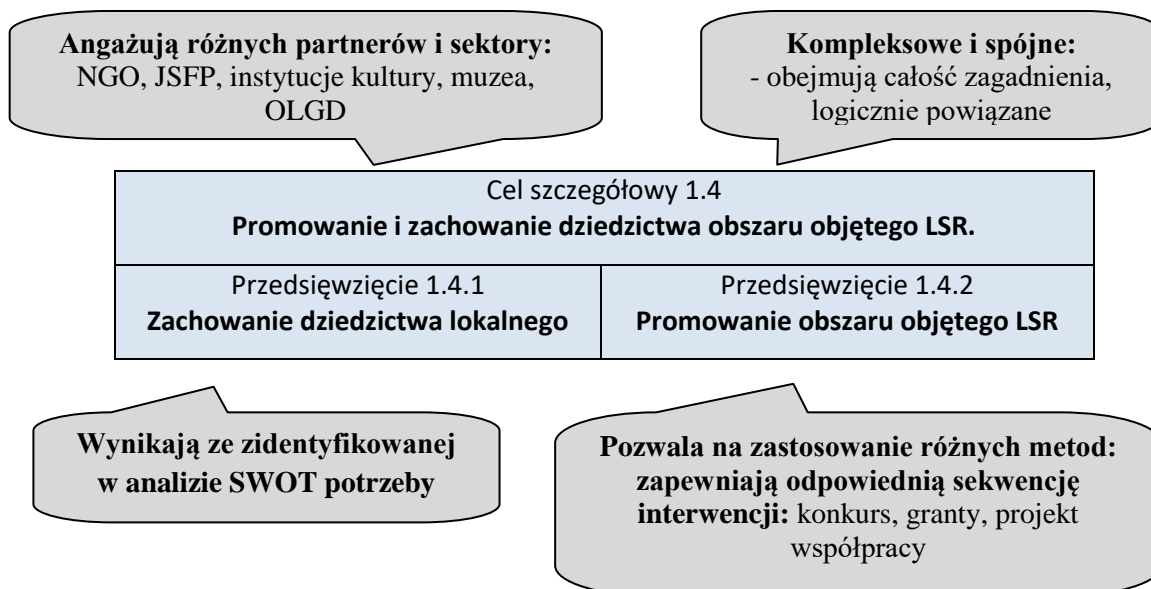 Angażują różnych partnerów i sektory:
NGO, JSFP, instytucje kultury, muzea,
OLGD
Kompleksowe i spójne:
- obejmują całość zagadnienia,
logicznie powiązane
Cel szczegółowy 1.4
Promowanie i zachowanie dziedzictwa obszaru objętego LSR.
Przedsięwzięcie 1.4.1
Zachowanie dziedzictwa lokalnego
Przedsięwzięcie 1.4.2
Promowanie obszaru objętego LSR
Wynikają ze zidentyfikowanej
w analizie SWOT potrzeby
Pozwala na zastosowanie różnych metod:
zapewniają odpowiednią sekwencję
interwencji: konkurs, granty, projekt
współpracy